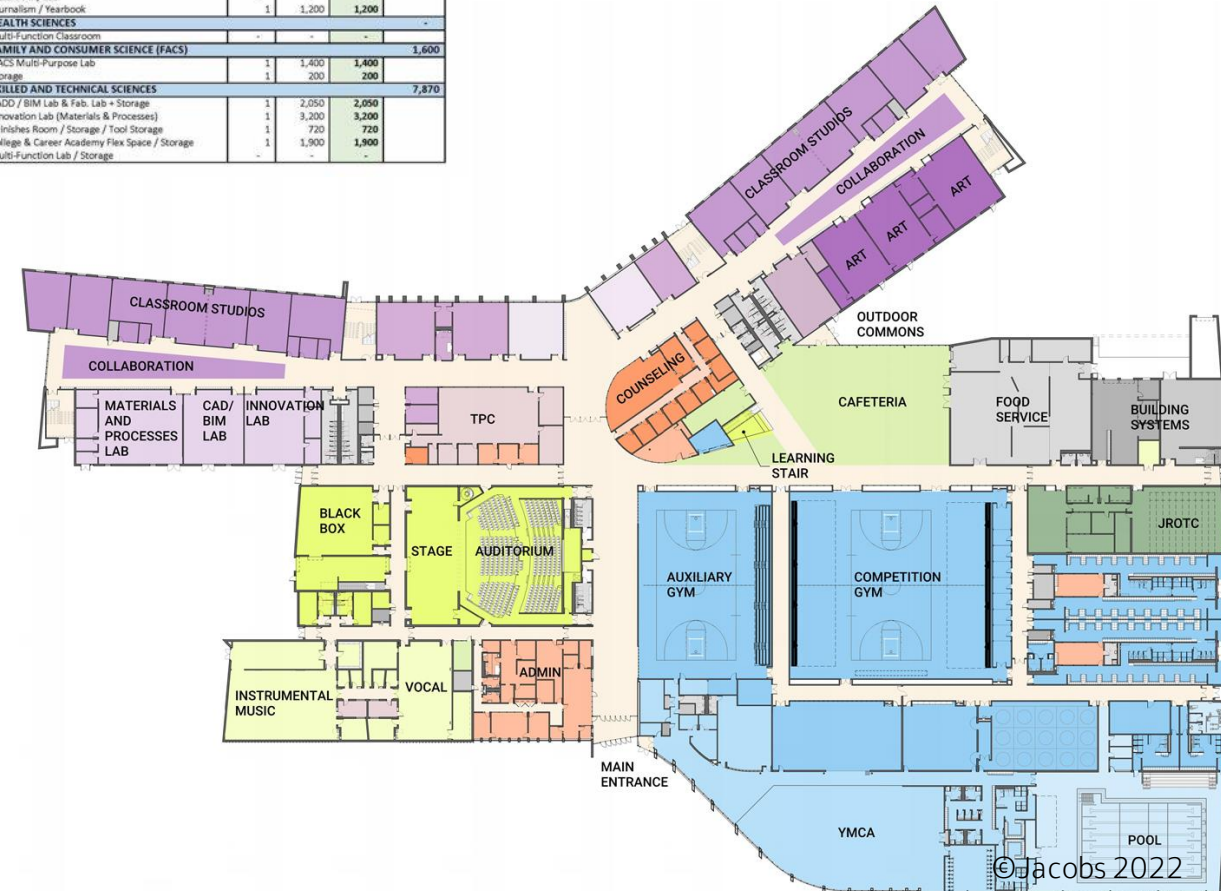 urnalism / Yearbook 1 1,200 1,200
EALTH SCIENCES -
ulti-Function Classroom - - -
AMILY AND CONSUMER SCIENCE (FACS) 1,600
ACS Multi-Purpose Lab 1 1,400 1,400
orage 1 200 200
KILLED AND TECHNICAL SCIENCES 7,870
ADD / BIM Lab & Fab. Lab + Storage 1 2,050 2,050
novation Lab (Materials & Processes) 1 3,200 3,200
inishes Room / Storage / Tool Storage 1 720 720
ollege & Career Academy Flex Space / Storage 1 1,900 1,900
ulti-Function Lab / Storage - - -
CLASSROOM STUDIOS
COLLABORATION
ART
ART
ART
CLASSROOM STUDIOS
COLLABORATION
MATERIALS
AND
PROCESSES
LAB
CAD/
BIM
LAB
INNOVATION
LAB
TPC
COUNSELING
OUTDOOR
COMMONS
CAFETERIA
FOOD
SERVICE
BUILDING
SYSTEMS
LEARNING
STAIR
BLACK
BOX
STAGE
AUDITORIUM
AUXILIARY
GYM
COMPETITION
GYM
JROTC
INSTRUMENTAL
MUSIC
VOCAL
ADMIN
MAIN
ENTRANCE
YMCA
POOL
©Jacobs 2022